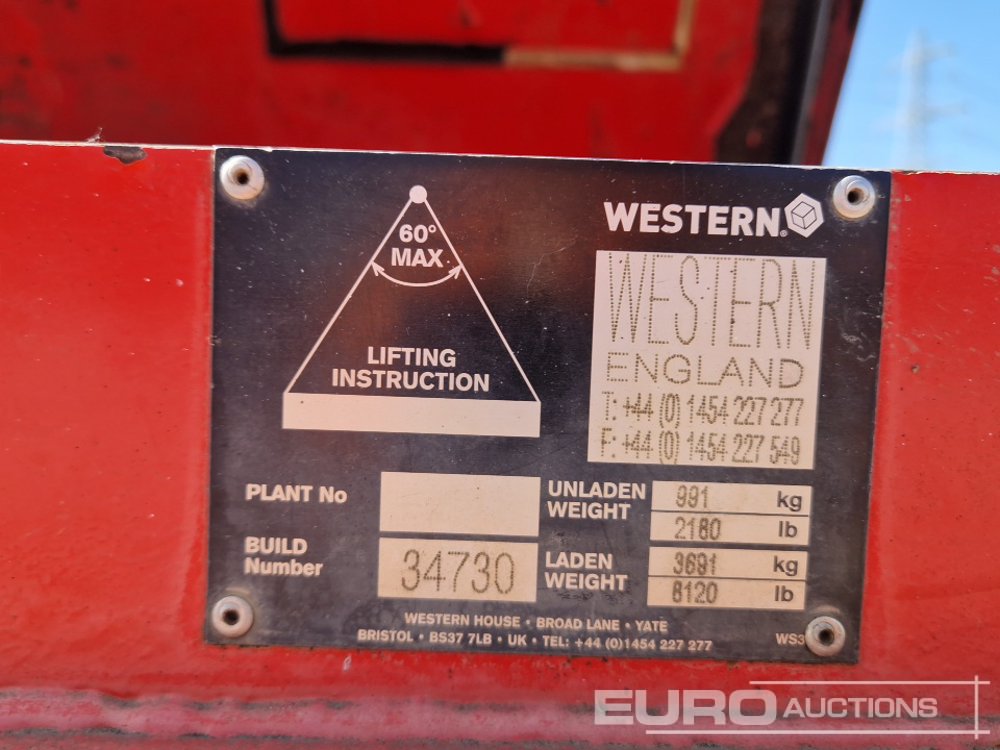 60°
MAX
LIFTING
INSTRUCTION
WESTERN®
WESTERN
ENGLAND
T: +44 (0) 1454 227 277
F: +44 (0) 1454 227 549
PLANT No
BUILD
Number
34730
UNLADEN
WEIGHT
991 kg
2180 lb
LADEN
WEIGHT
3691 kg
8120 lb
WESTERN HOUSE • BROAD LANE • YATE
BRISTOL • BS37 7LB • UK • TEL: +44 (0)1454 227 277
WS3
EURO AUCTIONS